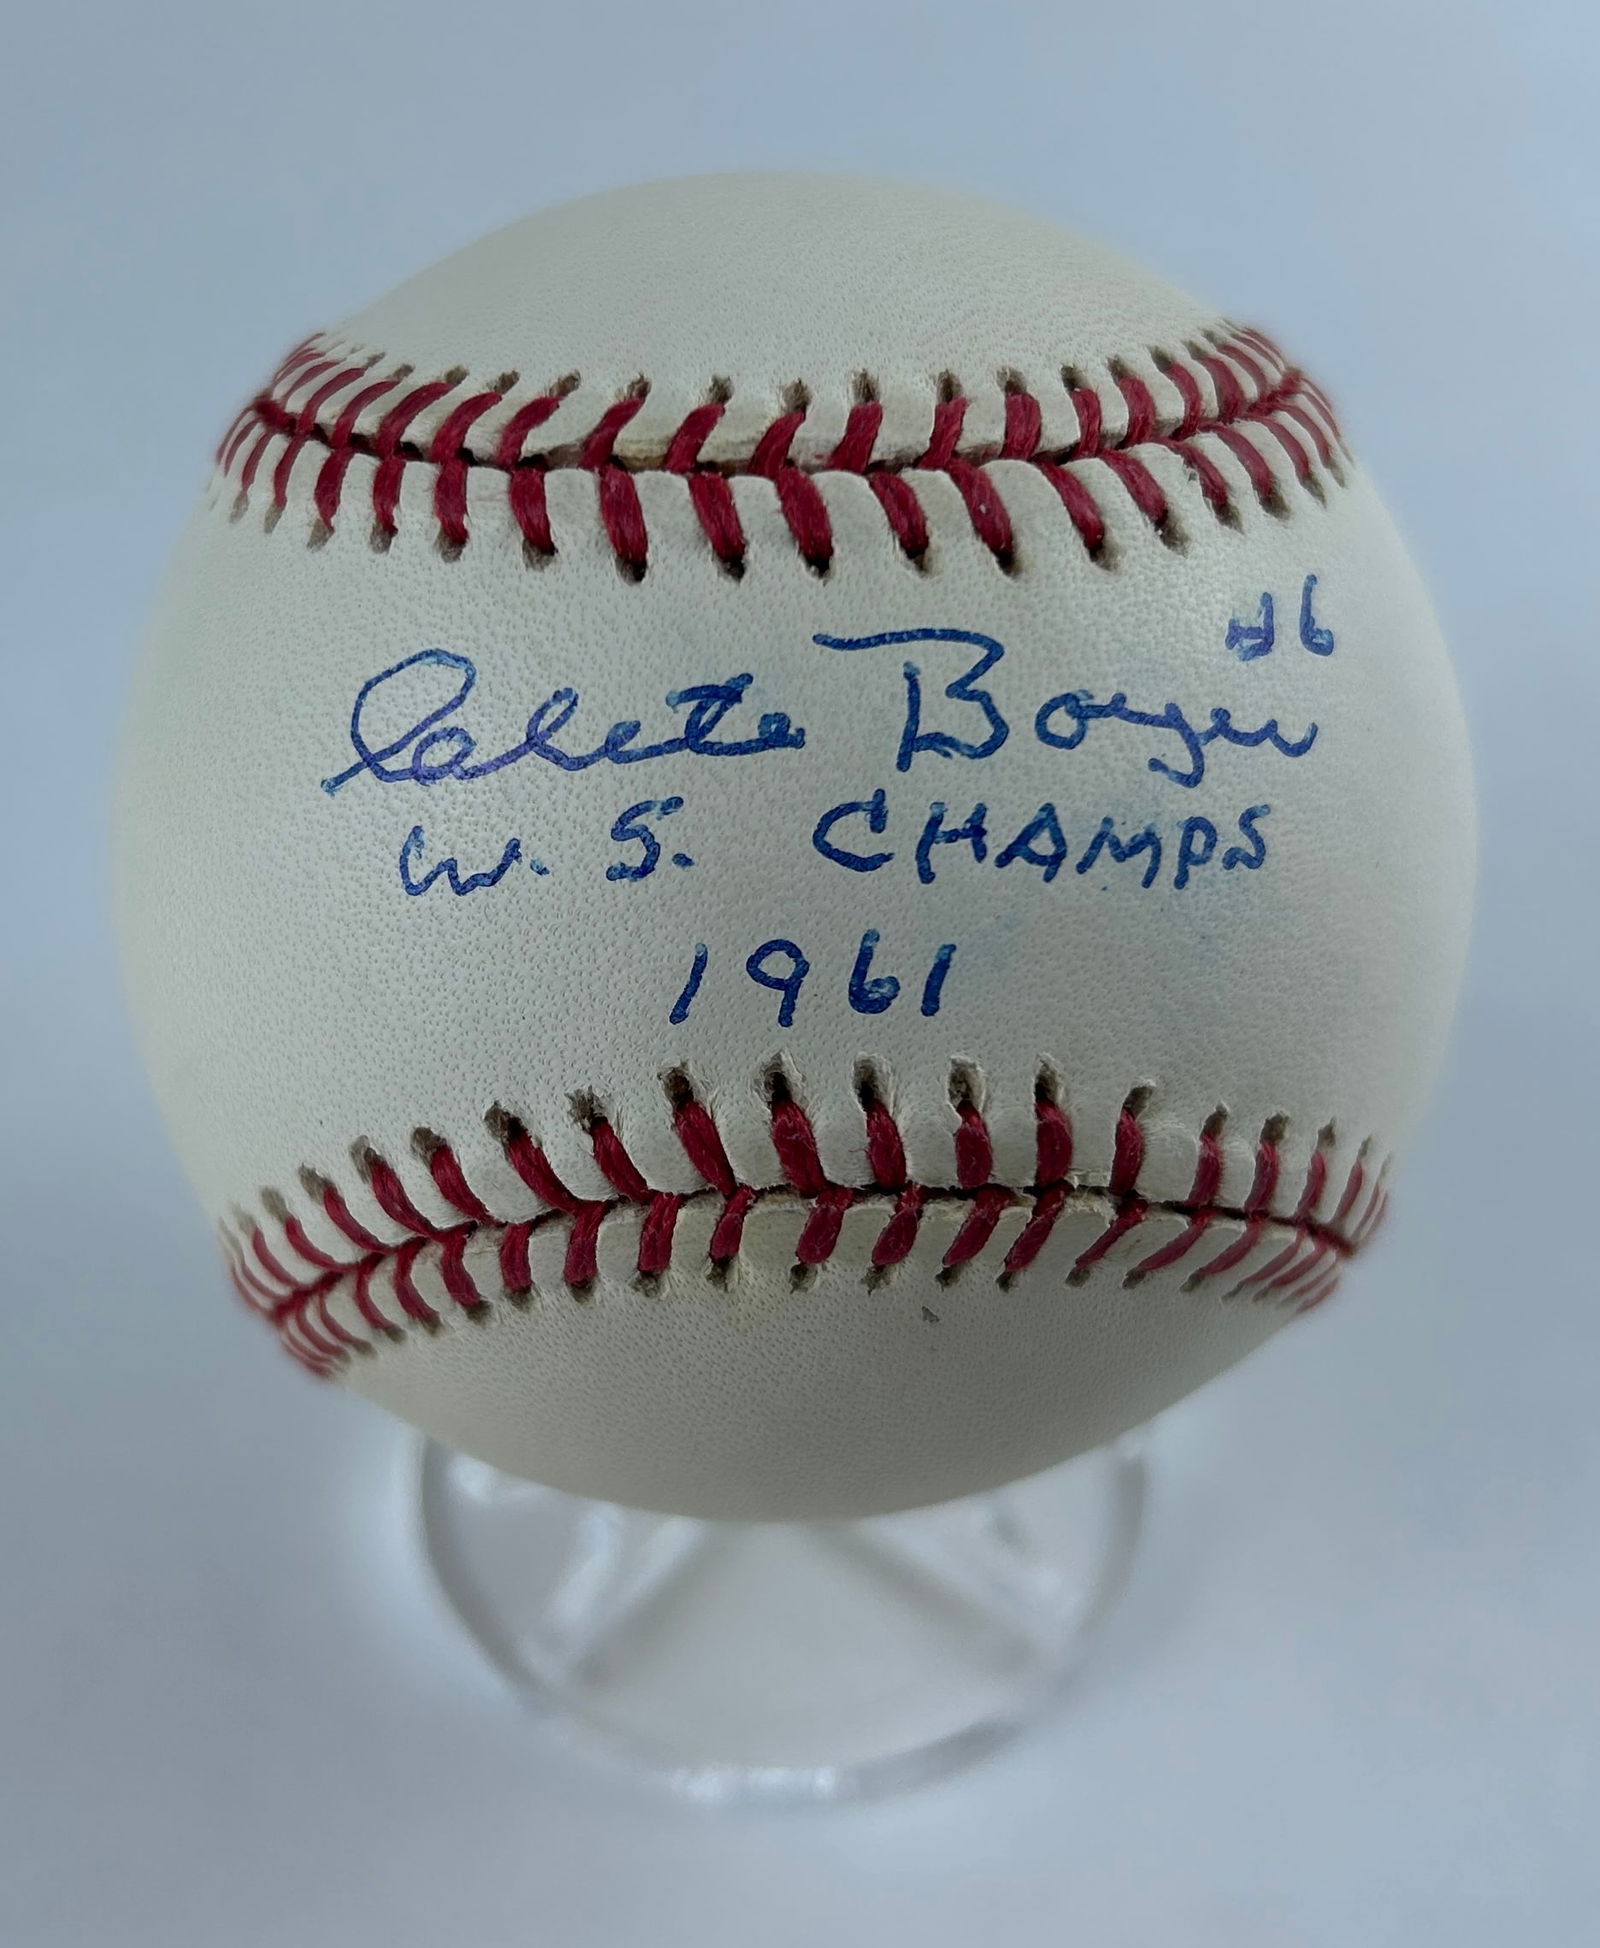 Clete Boyer #6
W. S. CHAMPS
1961